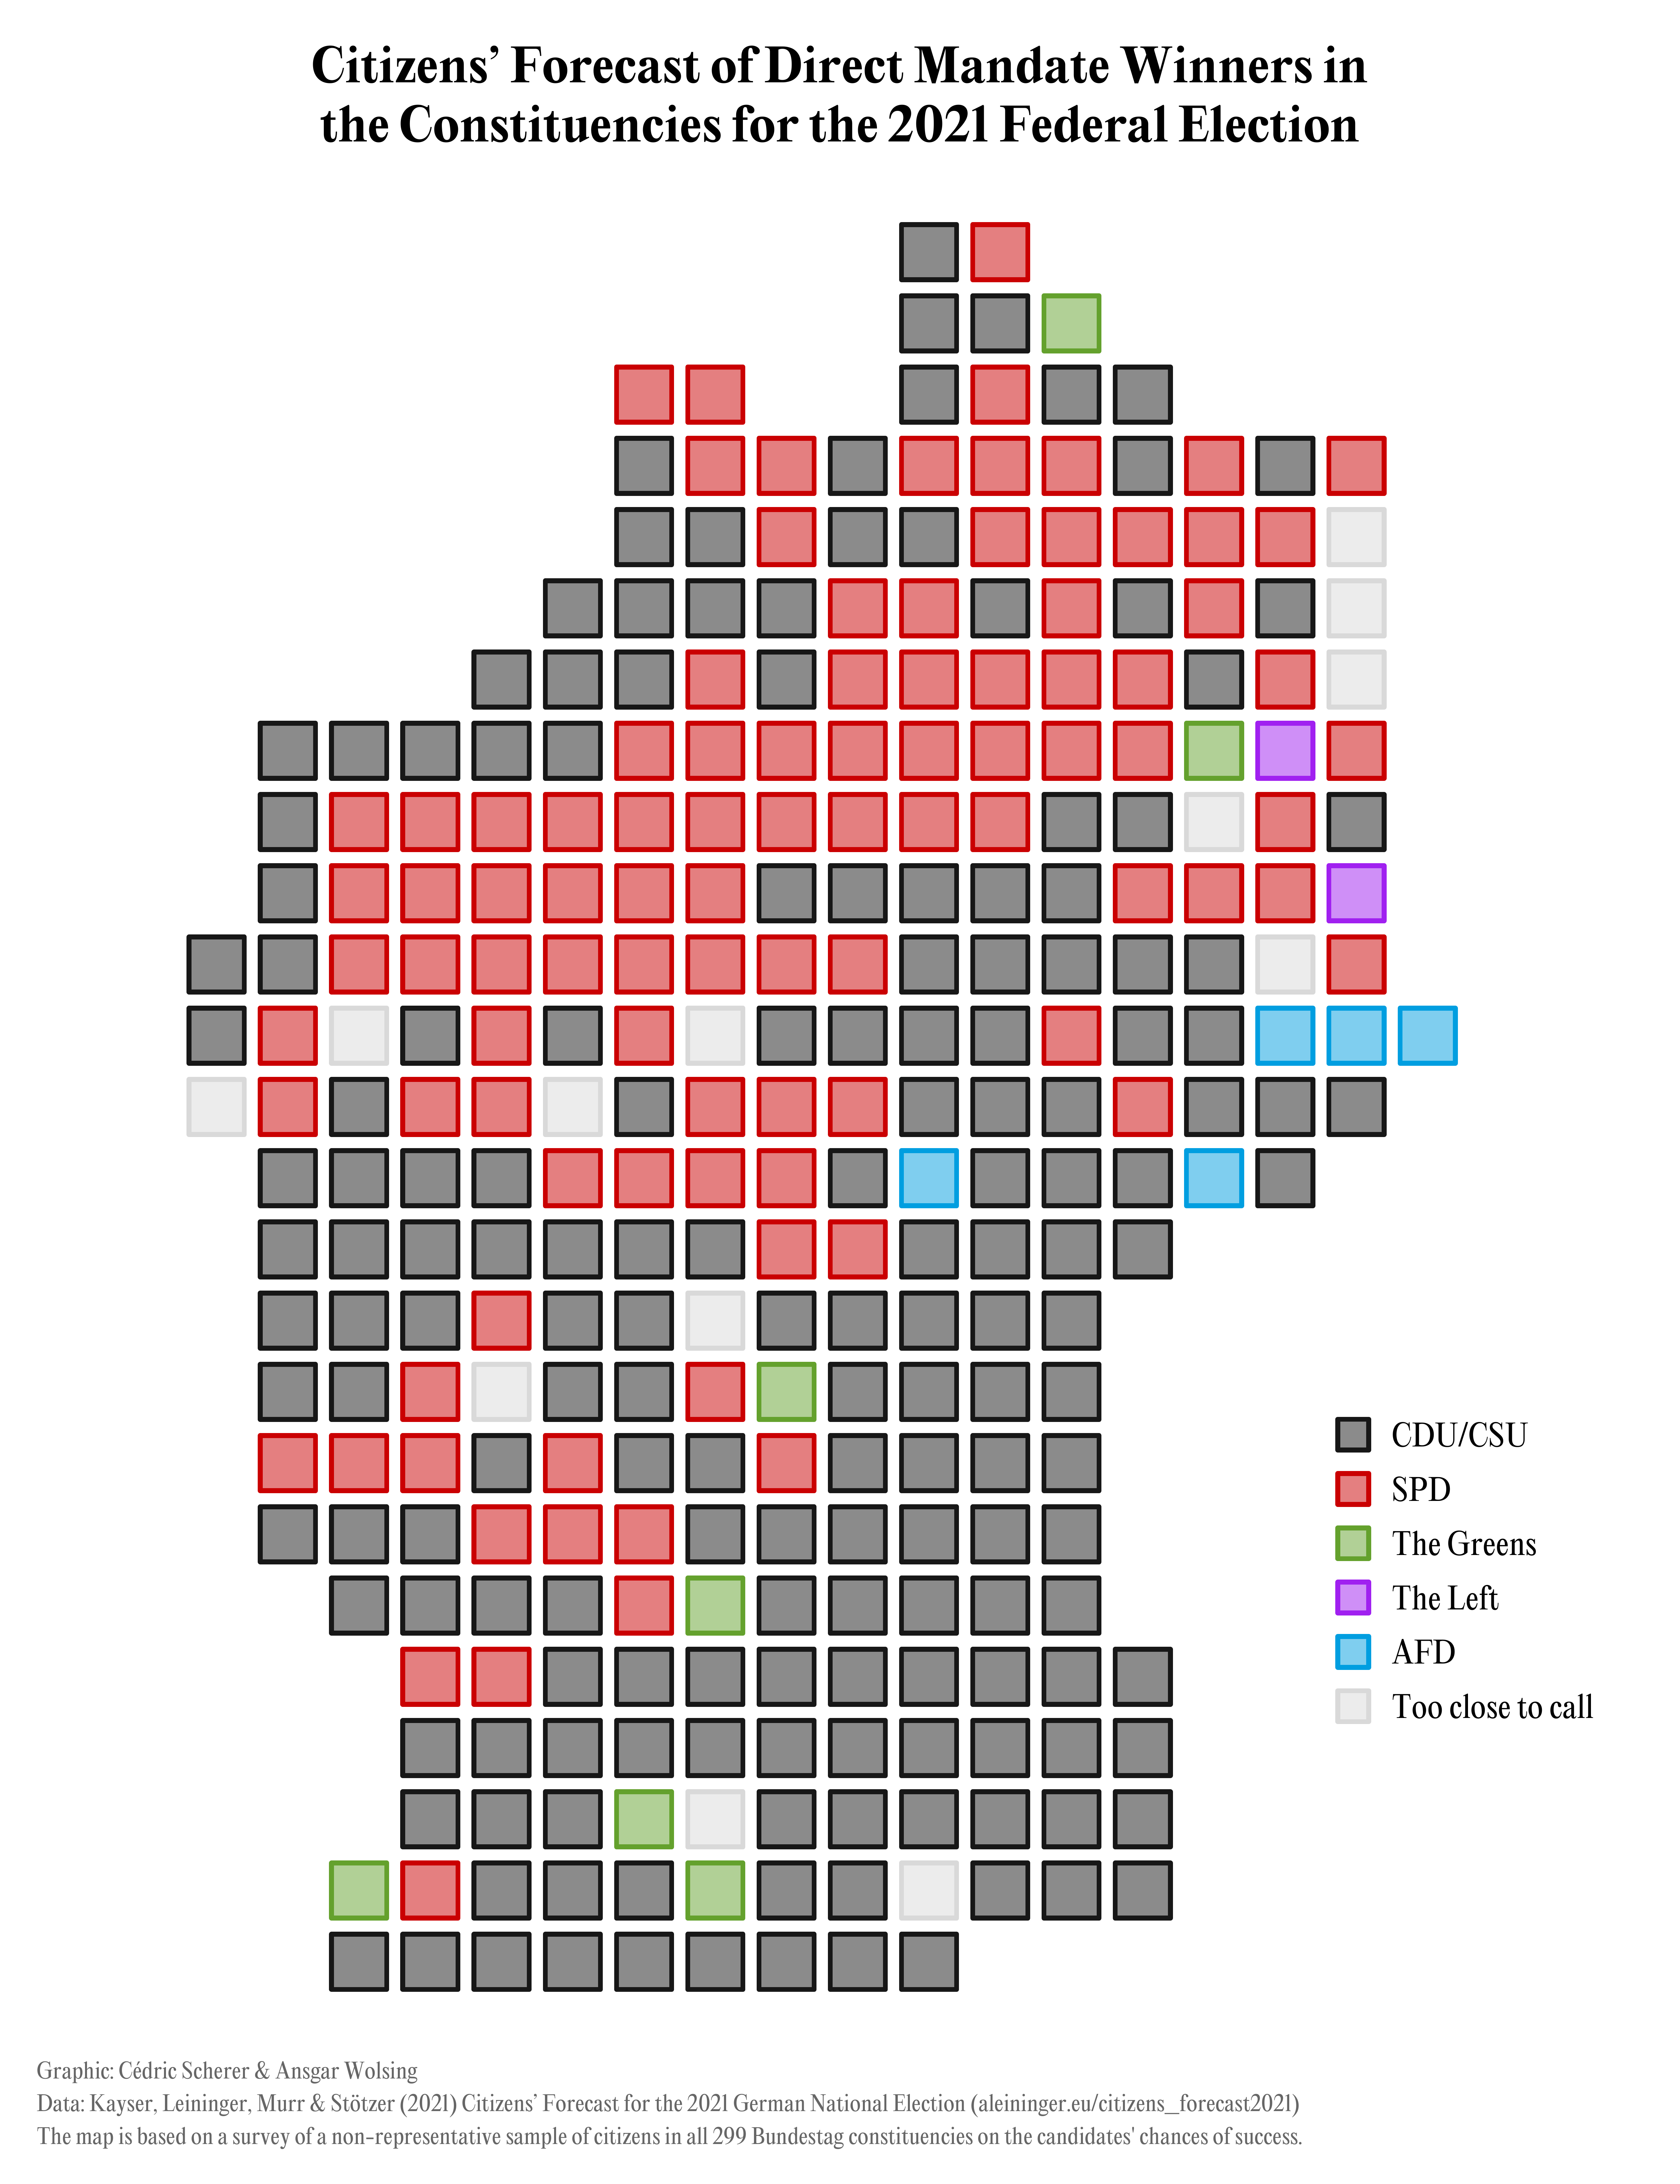 Citizens’ Forecast of Direct Mandate Winners in
the Constituencies for the 2021 Federal Election
CDU/CSU
SPD
The Greens
The Left
AFD
Too close to call
Graphic: Cédric Scherer & Ansgar Wolsing
Data: Kayser, Leininger, Murr & Stötzer (2021) Citizens’ Forecast for the 2021 German National Election (aleininger.eu/citizens_forecast2021)
The map is based on a survey of a non-representative sample of citizens in all 299 Bundestag constituencies on the candidates' chances of success.